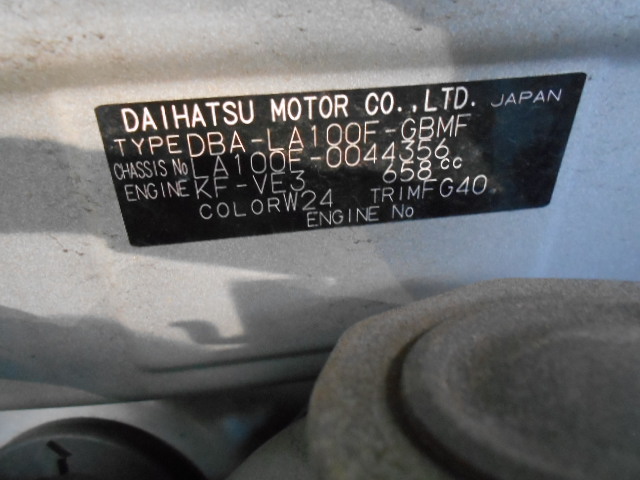 DAIHATSU MOTOR CO.,LTD. JAPAN
TYPE DBA-LA100F-GBMF
CHASSIS No LA100F-0044356
ENGINE KF-VE3 658cc
COLOR W24 TRIM FG40
ENGINE No